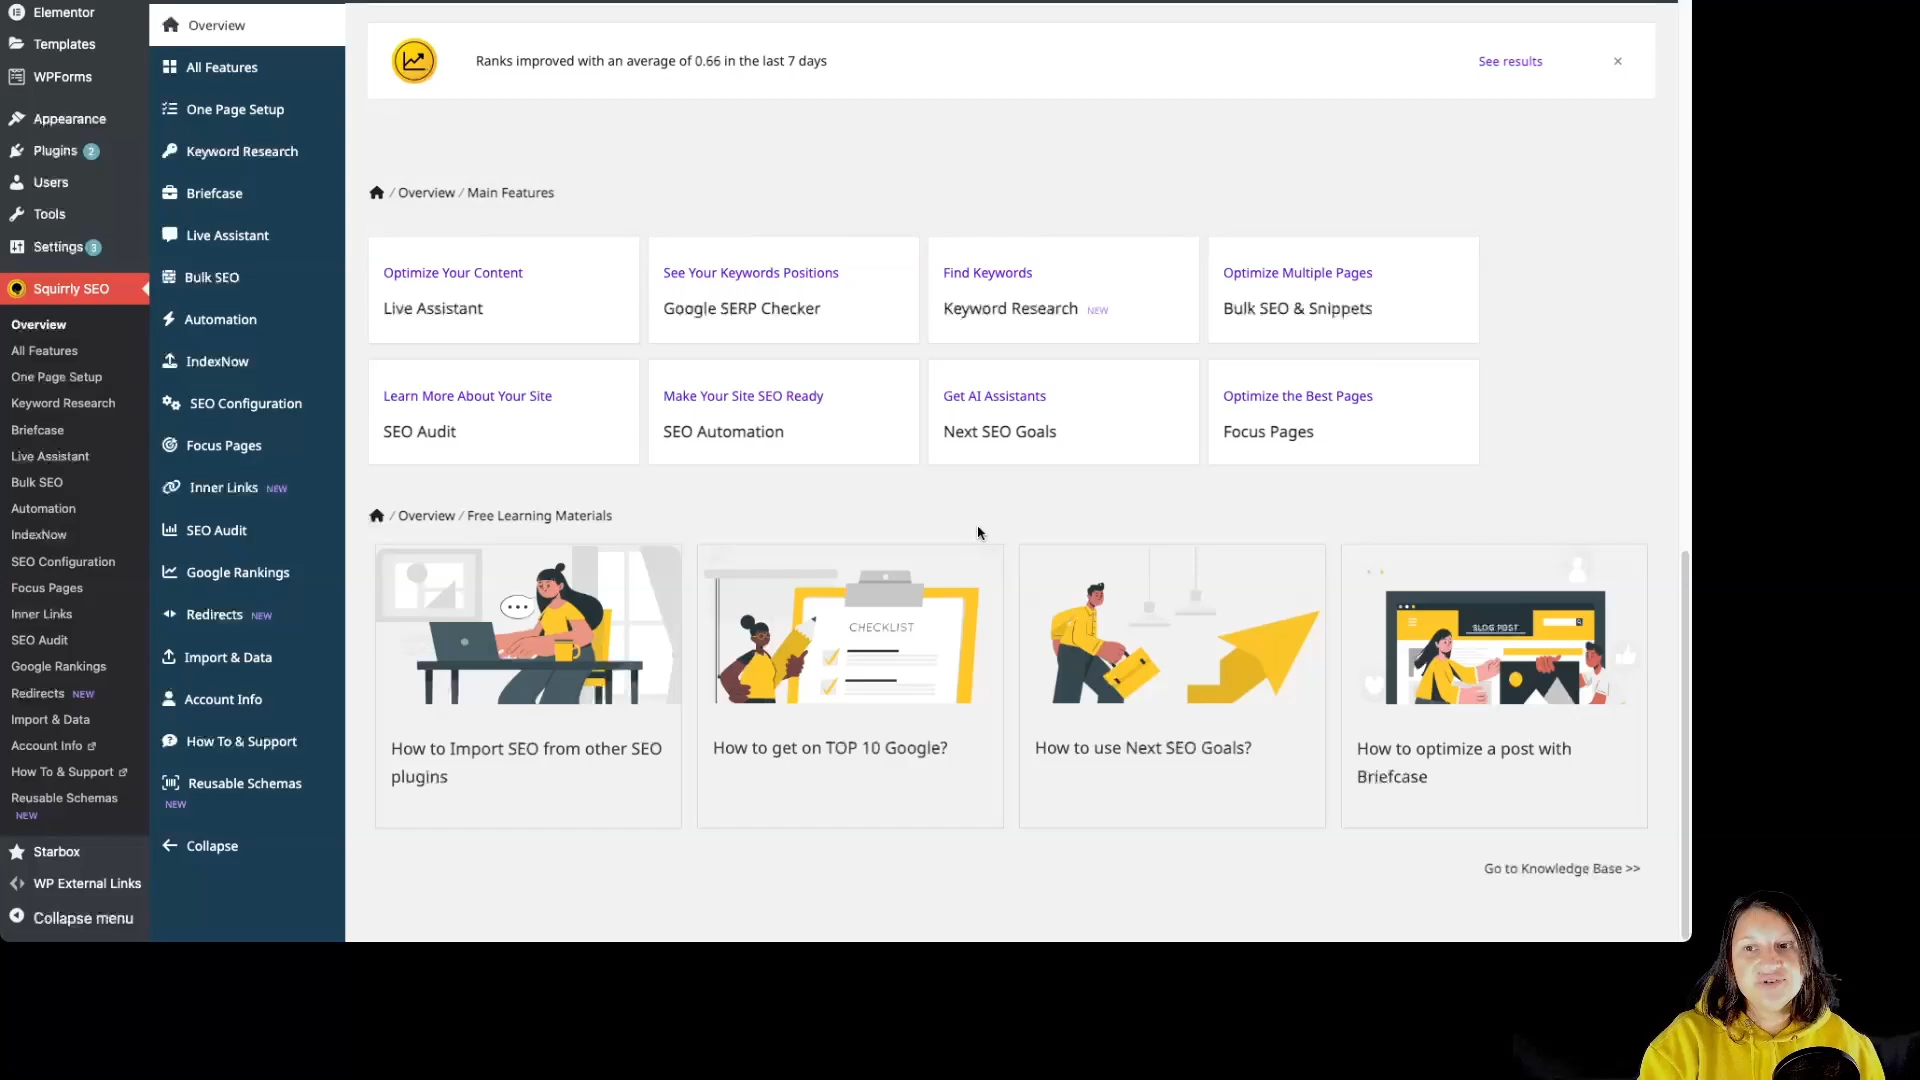 Elementor
Templates
WPForms
Appearance
Plugins 2
Users
Tools
Settings 3
Squirrly SEO
Overview
All Features
One Page Setup
Keyword Research
Briefcase
Live Assistant
Bulk SEO
Automation
IndexNow
SEO Configuration
Focus Pages
Inner Links
SEO Audit
Google Rankings
Redirects NEW
Import & Data
Account Info
How To & Support
Reusable Schemas
NEW
Starbox
WP External Links
Collapse menu
Overview
All Features
One Page Setup
Keyword Research
Briefcase
Live Assistant
Bulk SEO
Automation
IndexNow
SEO Configuration
Focus Pages
Inner Links NEW
SEO Audit
Google Rankings
Redirects NEW
Import & Data
Account Info
How To & Support
Reusable Schemas
NEW
Collapse
Ranks improved with an average of 0.66 in the last 7 days
See results ×
/ Overview / Main Features
Optimize Your Content
Live Assistant
See Your Keywords Positions
Google SERP Checker
Find Keywords
Keyword Research NEW
Optimize Multiple Pages
Bulk SEO & Snippets
Learn More About Your Site
SEO Audit
Make Your Site SEO Ready
SEO Automation
Get AI Assistants
Next SEO Goals
Optimize the Best Pages
Focus Pages
/ Overview / Free Learning Materials
How to Import SEO from other SEO
plugins
CHECKLIST
How to get on TOP 10 Google?
How to use Next SEO Goals?
BLOG POST
How to optimize a post with
Briefcase
Go to Knowledge Base >>